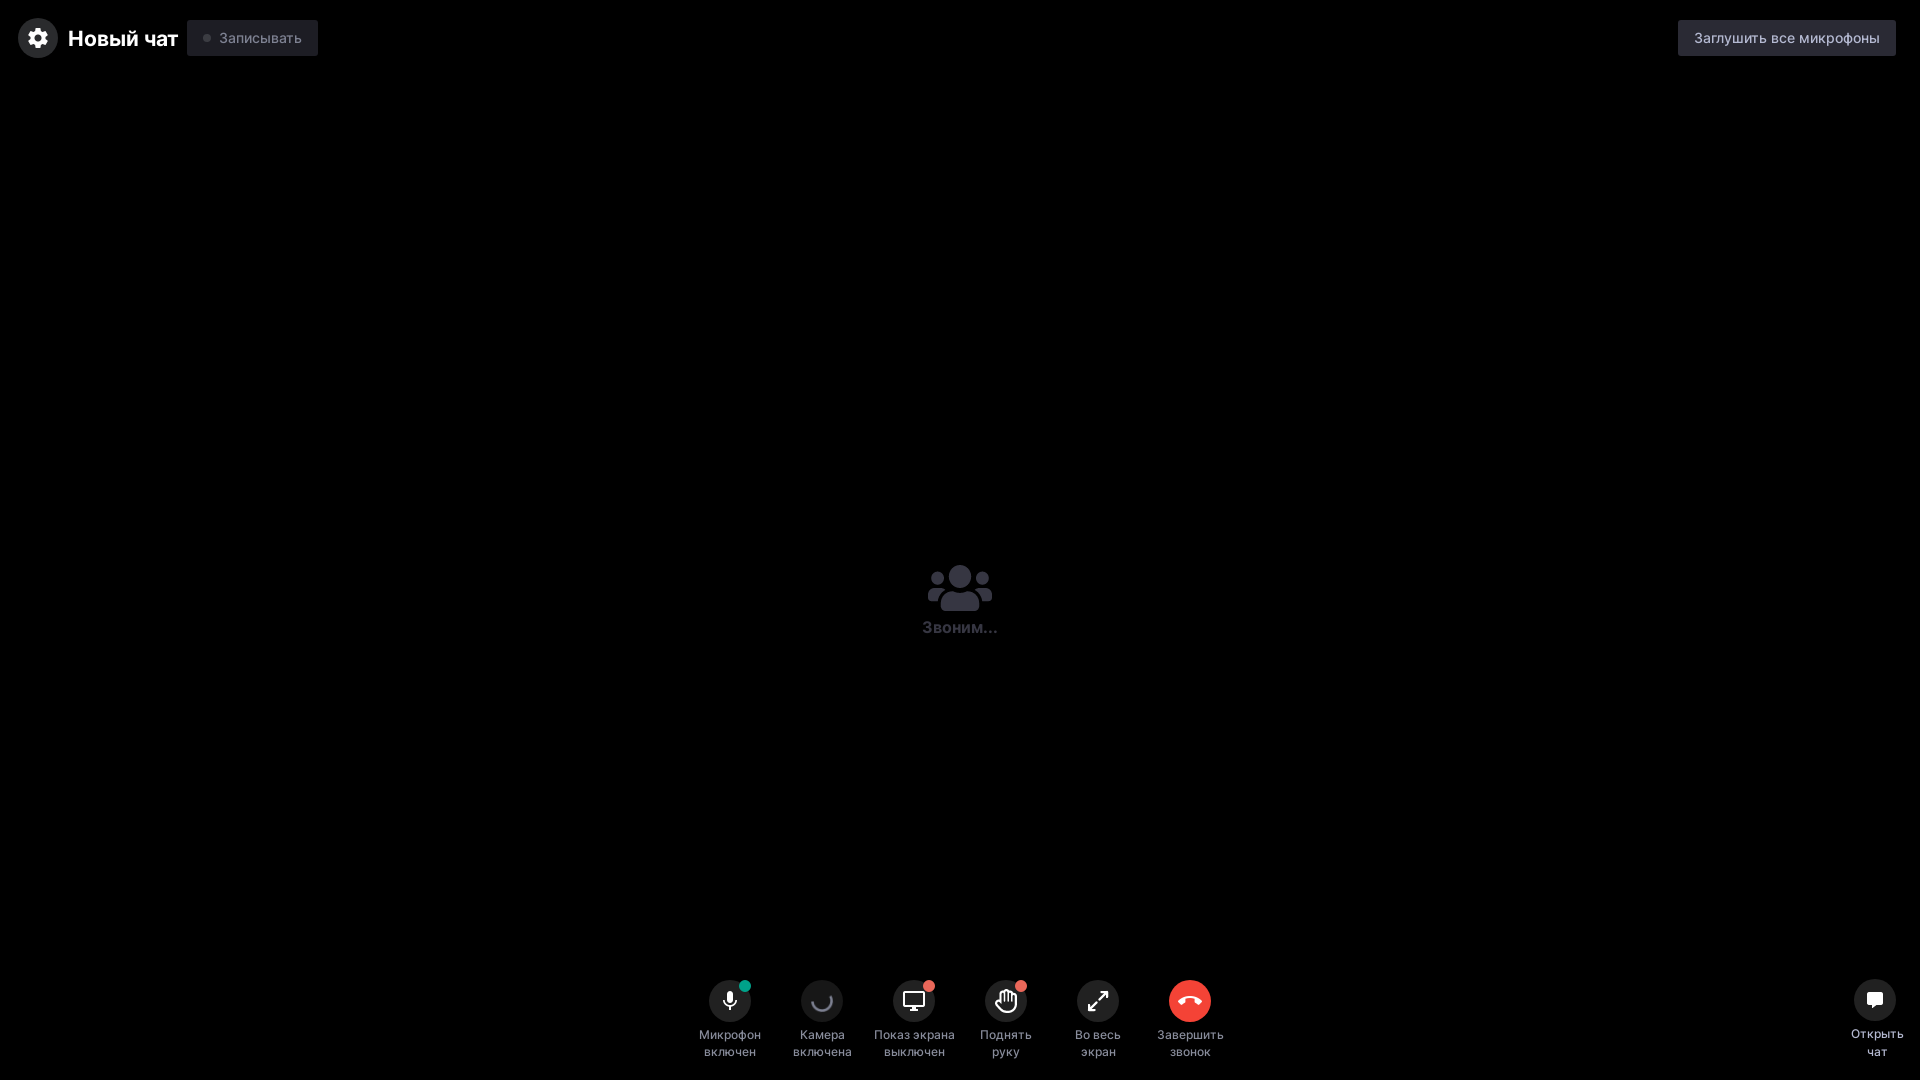 Новый чат
Записывать
Заглушить все микрофоны
Звоним...
Микрофон
включен
Камера
включена
Показ экрана
выключен
Поднять
руку
Во весь
экран
Завершить
звонок
Открыть
чат